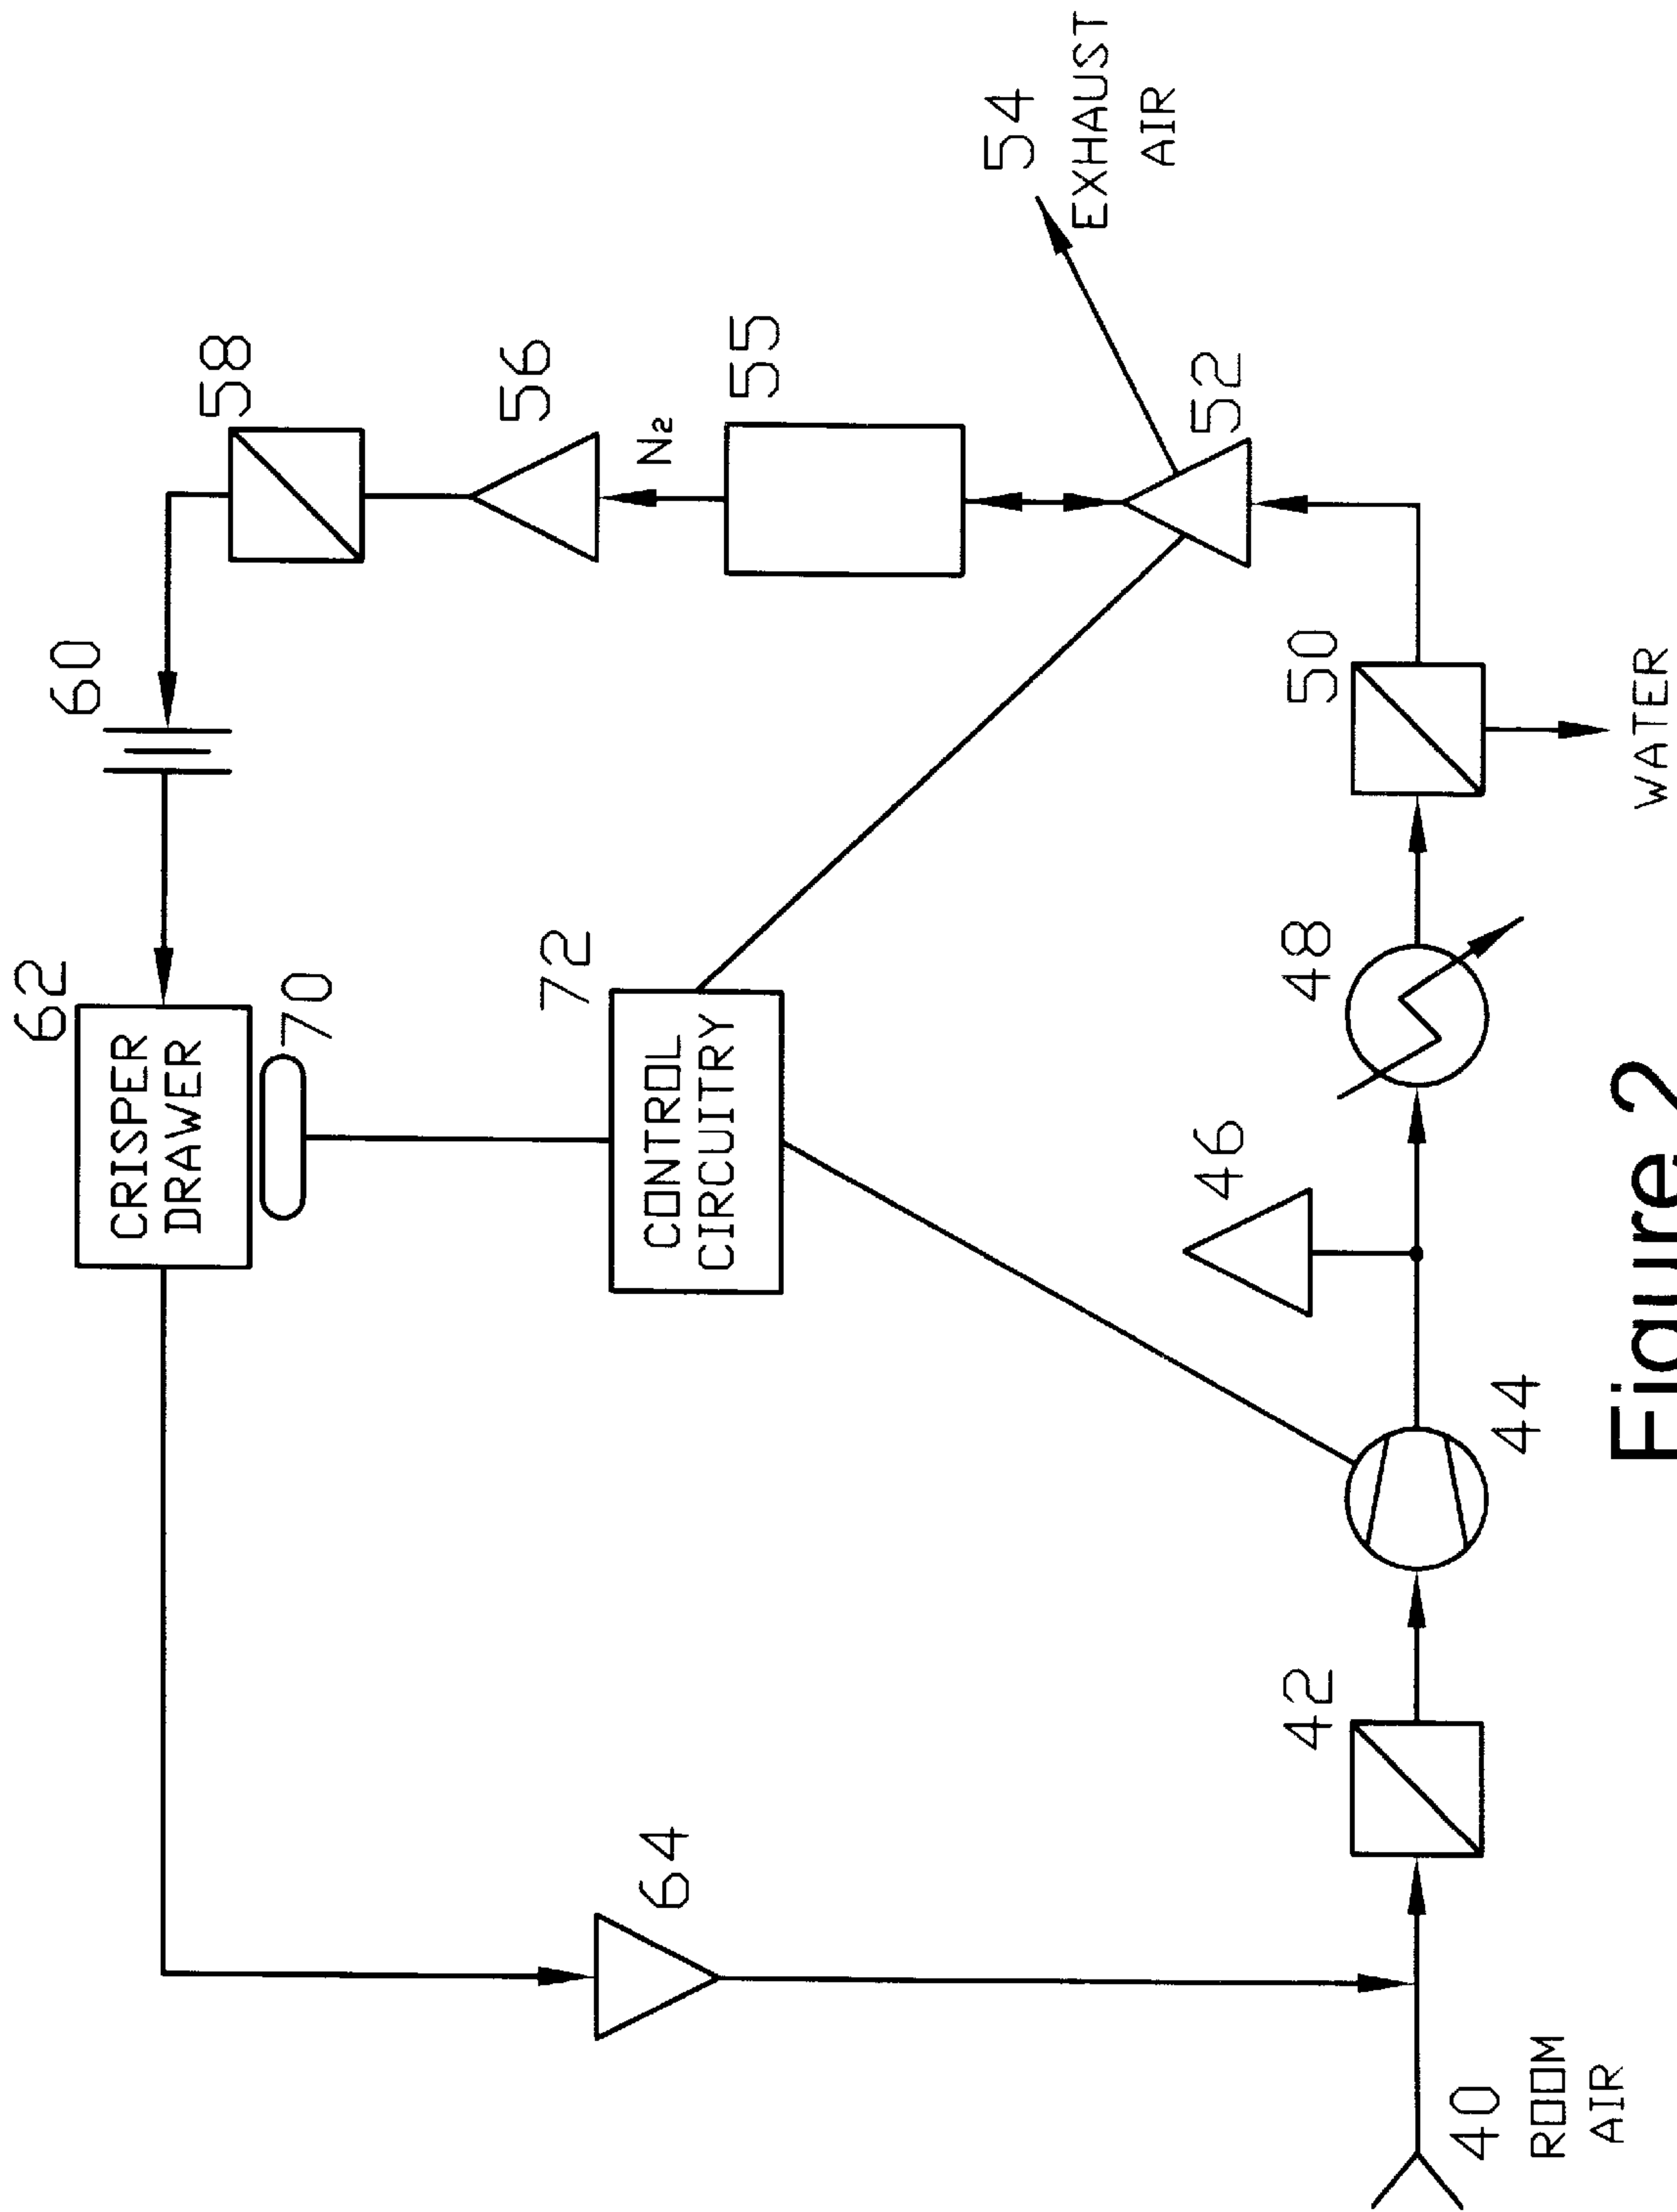 62
CRISPER
DRAWER
70
60
58
56
N₂
55
54
EXHAUST
AIR
52
72
CONTROL
CIRCUITRY
64
46
50
WATER
48
44
42
40
ROOM
AIR
Figure 2